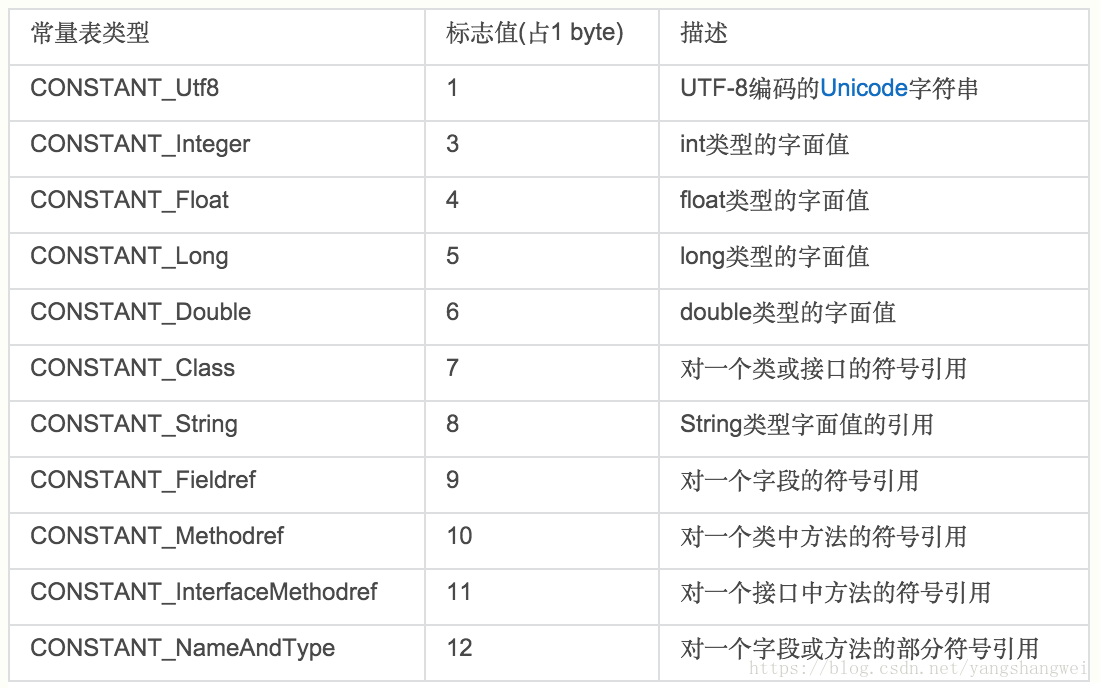 常量表类型 标志值(占1 byte) 描述
CONSTANT_Utf8 1 UTF-8编码的Unicode字符串
CONSTANT_Integer 3 int类型的字面值
CONSTANT_Float 4 float类型的字面值
CONSTANT_Long 5 long类型的字面值
CONSTANT_Double 6 double类型的字面值
CONSTANT_Class 7 对一个类或接口的符号引用
CONSTANT_String 8 String类型字面值的引用
CONSTANT_Fieldref 9 对一个字段的符号引用
CONSTANT_Methodref 10 对一个类中方法的符号引用
CONSTANT_InterfaceMethodref 11 对一个接口中方法的符号引用
CONSTANT_NameAndType 12 对一个字段或方法的部分符号引用
https://blog.csdn.net/yangshangwei